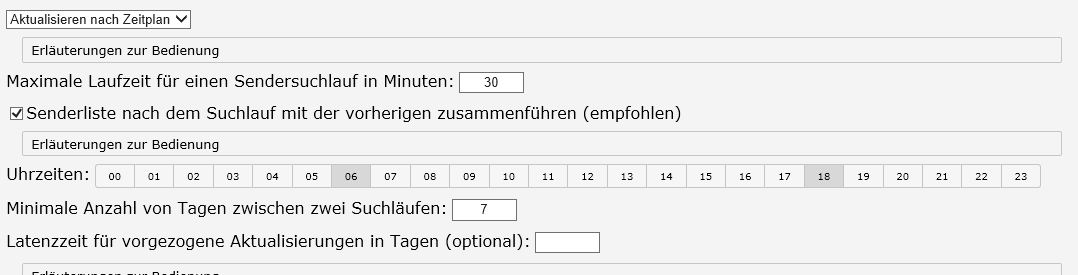 Aktualisieren nach Zeitplan
Erläuterungen zur Bedienung
Maximale Laufzeit für einen Sendersuchlauf in Minuten: 30
Senderliste nach dem Suchlauf mit der vorherigen zusammenführen (empfohlen)
Erläuterungen zur Bedienung
Uhrzeiten: 00 01 02 03 04 05 06 07 08 09 10 11 12 13 14 15 16 17 18 19 20 21 22 23
Minimale Anzahl von Tagen zwischen zwei Suchläufen: 7
Latenzzeit für vorgezogene Aktualisierungen in Tagen (optional):
Erläuterungen zur Bedienung